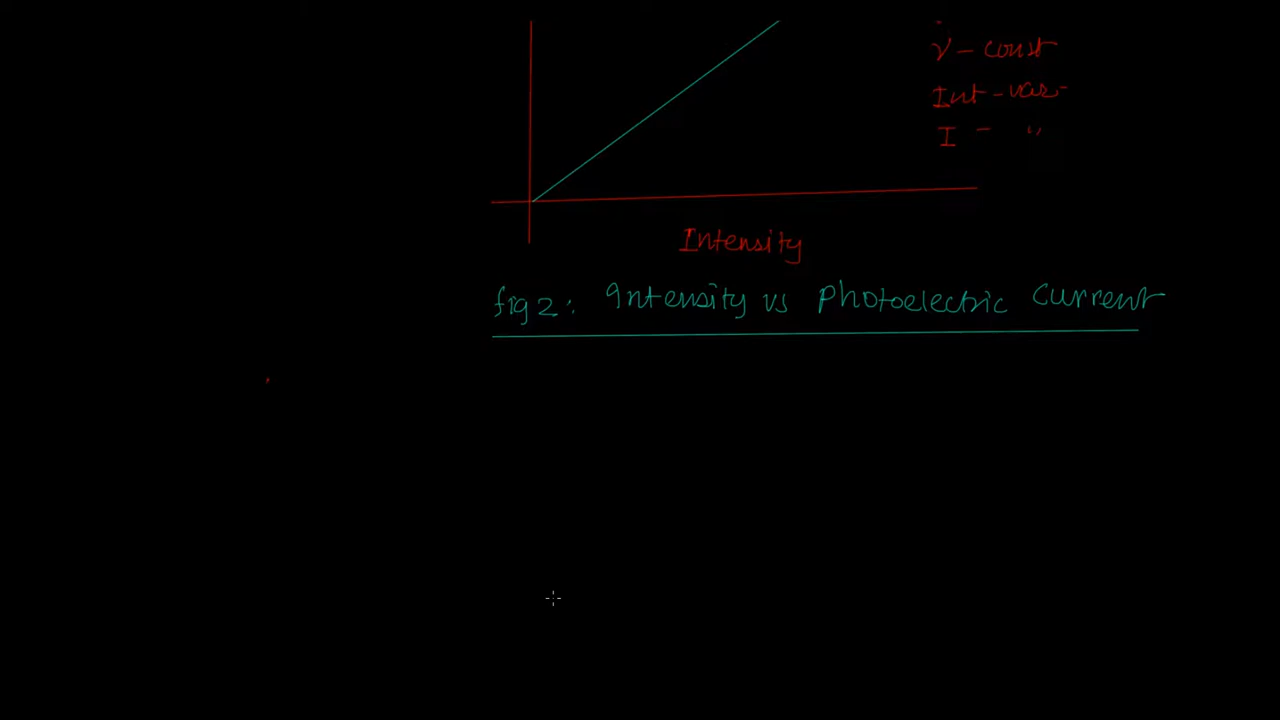 ν - const
Int - var -
I - "
Intensity
fig 2 : Intensity vs Photoelectric Current